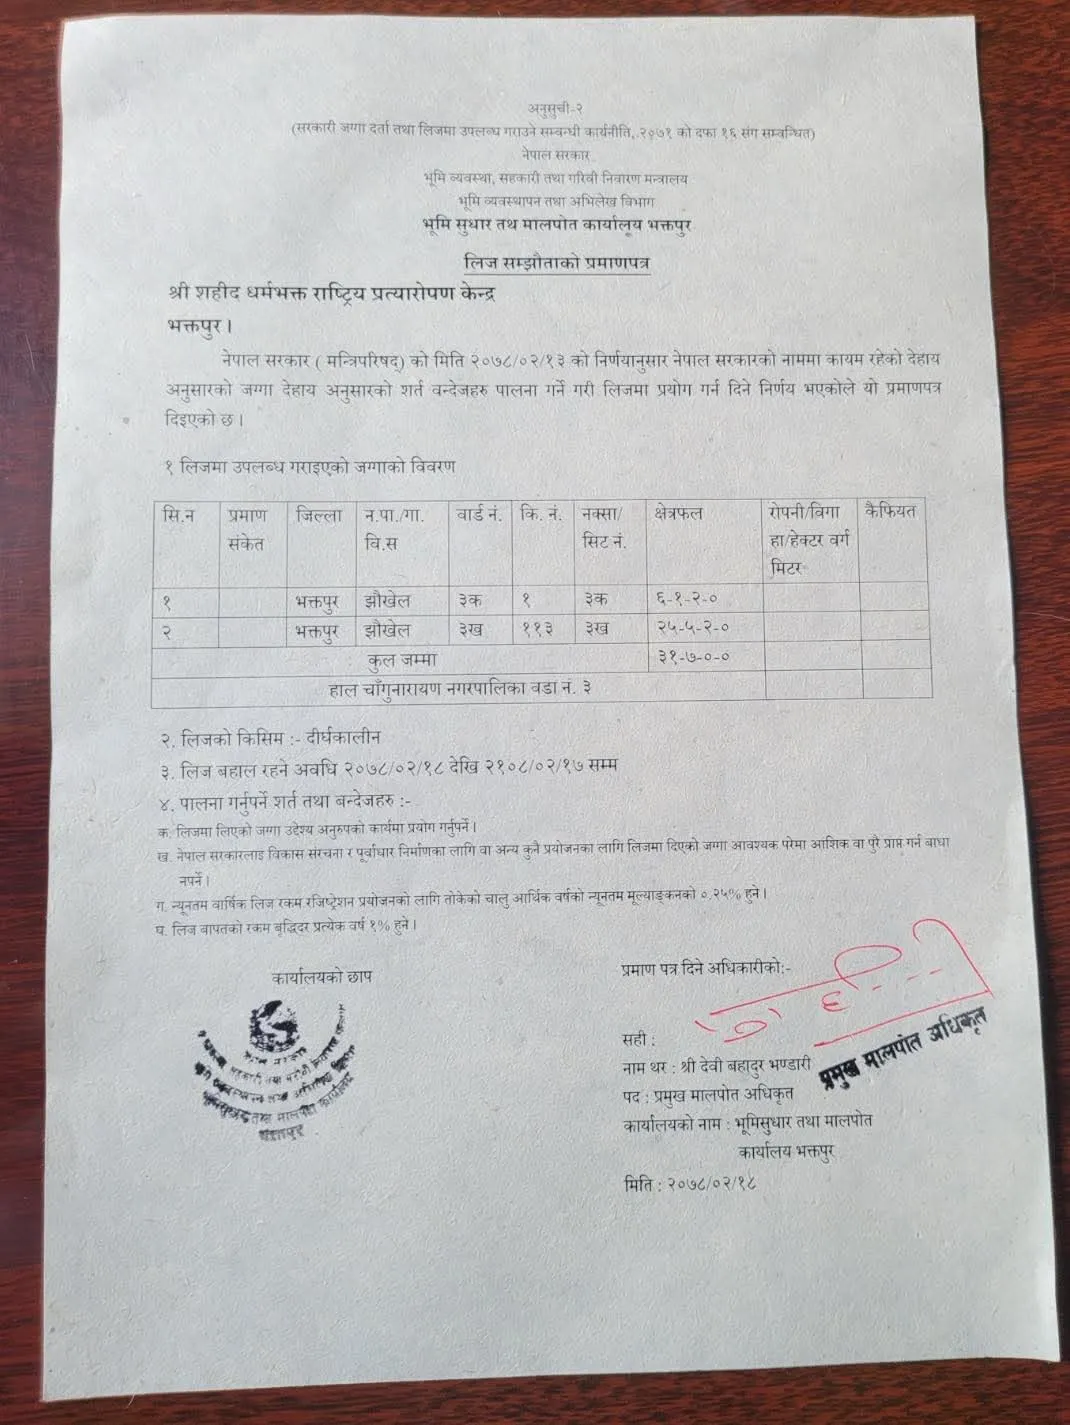 अनुसुची-२
(सरकारी जग्गा दर्ता तथा लिजमा उपलब्ध गराउने सम्बन्धी कार्यनीति, २०७१ को दफा १६ संग सम्बन्धित)
नेपाल सरकार
भूमि व्यवस्था, सहकारी तथा गरिवी निवारण मन्त्रालय
भूमि व्यवस्थापन तथा अभिलेख विभाग
भूमि सुधार तथ मालपोत कार्यालय भक्तपुर
लिज सम्झौताको प्रमाणपत्र
श्री शहीद धर्मभक्त राष्ट्रिय प्रत्यारोपण केन्द्र
भक्तपुर ।
नेपाल सरकार ( मन्त्रिपरिषद्) को मिति २०७८/०२/१३ को निर्णयानुसार नेपाल सरकारको नाममा कायम रहेको देहाय
अनुसारको जग्गा देहाय अनुसारको शर्त वन्देजहरु पालना गर्ने गरी लिजमा प्रयोग गर्न दिने निर्णय भएकोले यो प्रमाणपत्र
दिइएको छ ।
१ लिजमा उपलब्ध गराइएको जग्गाको विवरण
सि.न प्रमाण जिल्ला न.पा./गा. वार्ड नं. कि. नं. नक्सा/ क्षेत्रफल रोपनी/विगा कैफियत
संकेत वि.स सिट नं. हा/हेक्टर वर्ग
मिटर
१ भक्तपुर झौखेल ३क १ ३क ६-१-२-०
२ भक्तपुर झौखेल ३ख ११३ ३ख २५-५-२-०
कुल जम्मा ३१-७-०-०
हाल चाँगुनारायण नगरपालिका वडा नं. ३
२. लिजको किसिम :- दीर्घकालीन
३. लिज बहाल रहने अवधि २०७८/०२/१८ देखि २१०८/०२/१७ सम्म
४. पालना गर्नुपर्ने शर्त तथा बन्देजहरु :-
क. लिजमा लिएको जग्गा उद्देश्य अनुरुपको कार्यमा प्रयोग गर्नुपर्ने ।
ख. नेपाल सरकारलाइ विकास संरचना र पूर्वाधार निर्माणका लागि वा अन्य कुनै प्रयोजनका लागि लिजमा दिएको जग्गा आवश्यक परेमा आशिक वा पुरै प्राप्त गर्न बाधा
नपर्ने ।
ग. न्यूनतम वार्षिक लिज रकम रजिष्ट्रेशन प्रयोजनको लागि तोकेको चालु आर्थिक वर्षको न्यूनतम मूल्याङ्कनको ०.२५% हुने ।
घ. लिज बापतको रकम बृद्धिदर प्रत्येक वर्ष १% हुने ।
कार्यालयको छाप
प्रमाण पत्र दिने अधिकारीको:-
सही :
प्रमुख मालपोत अधिकृत
नाम थर : श्री देवी बहादुर भण्डारी
पद : प्रमुख मालपोत अधिकृत
कार्यालयको नाम : भूमिसुधार तथा मालपोत
कार्यालय भक्तपुर
मिति : २०७८/०२/१८
नेपाल सरकार
भक्तपुर